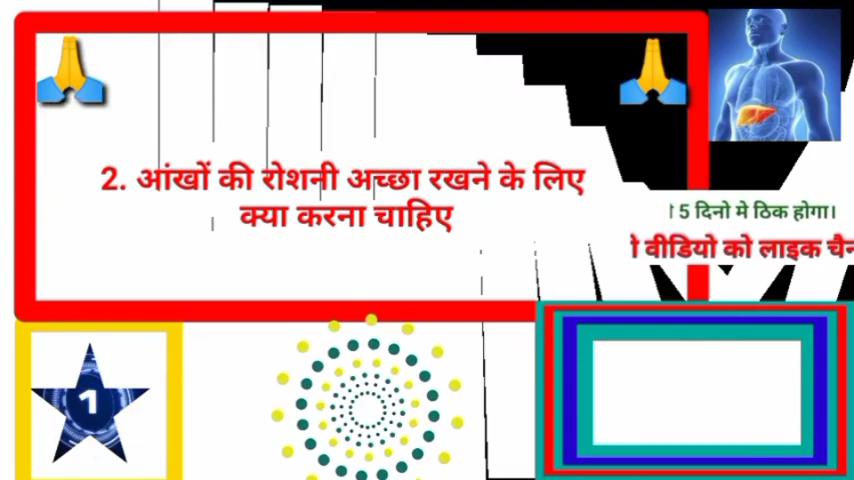 2. आंखों की रोशनी अच्छा रखने के लिए
क्या करना चाहिए
5 दिनो मे ठिक होगा।
वीडियो को लाइक
1